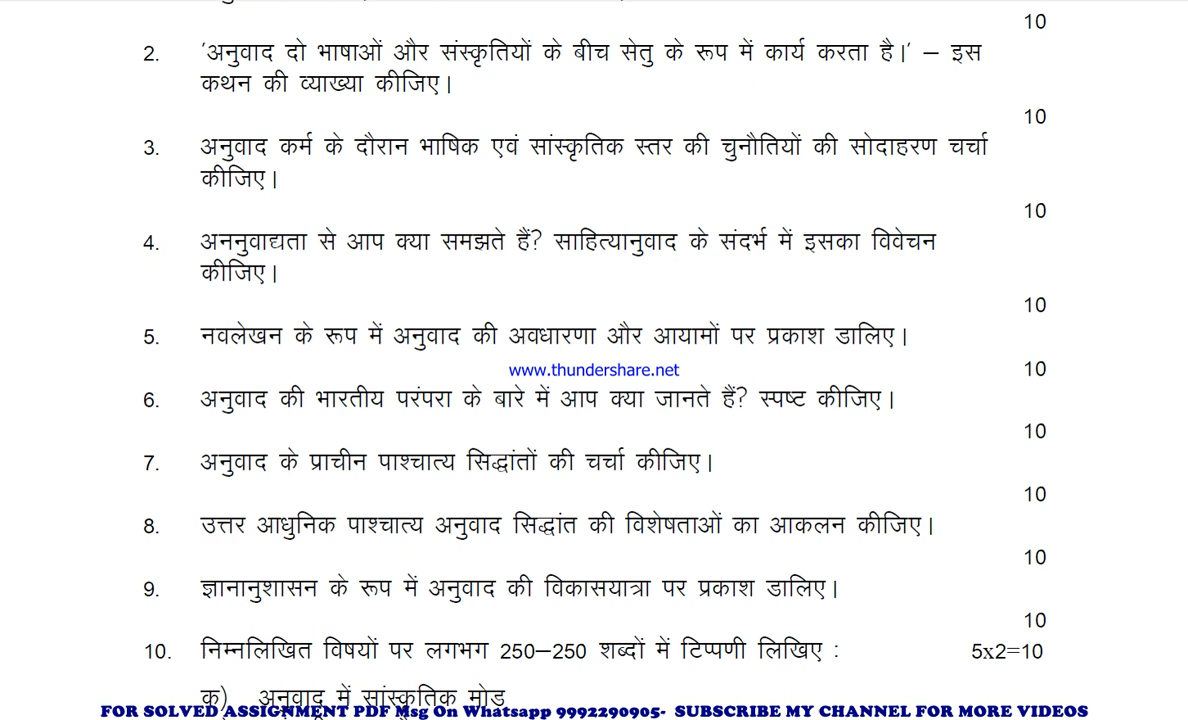 10
2. 'अनुवाद दो भाषाओं और संस्कृतियों के बीच सेतु के रूप में कार्य करता है।' – इस
कथन की व्याख्या कीजिए।
10
3. अनुवाद कर्म के दौरान भाषिक एवं सांस्कृतिक स्तर की चुनौतियों की सोदाहरण चर्चा
कीजिए।
10
4. अननुवाद्यता से आप क्या समझते हैं? साहित्यानुवाद के संदर्भ में इसका विवेचन
कीजिए।
10
5. नवलेखन के रूप में अनुवाद की अवधारणा और आयामों पर प्रकाश डालिए।
www.thundershare.net 10
6. अनुवाद की भारतीय परंपरा के बारे में आप क्या जानते हैं? स्पष्ट कीजिए।
10
7. अनुवाद के प्राचीन पाश्चात्य सिद्धांतों की चर्चा कीजिए।
10
8. उत्तर आधुनिक पाश्चात्य अनुवाद सिद्धांत की विशेषताओं का आकलन कीजिए।
10
9. ज्ञानानुशासन के रूप में अनुवाद की विकासयात्रा पर प्रकाश डालिए।
10
10. निम्नलिखित विषयों पर लगभग 250–250 शब्दों में टिप्पणी लिखिए : 5x2=10
क) अनुवाद में सांस्कृतिक मोड़
FOR SOLVED ASSIGNMENT PDF Msg On Whatsapp 9992290905- SUBSCRIBE MY CHANNEL FOR MORE VIDEOS